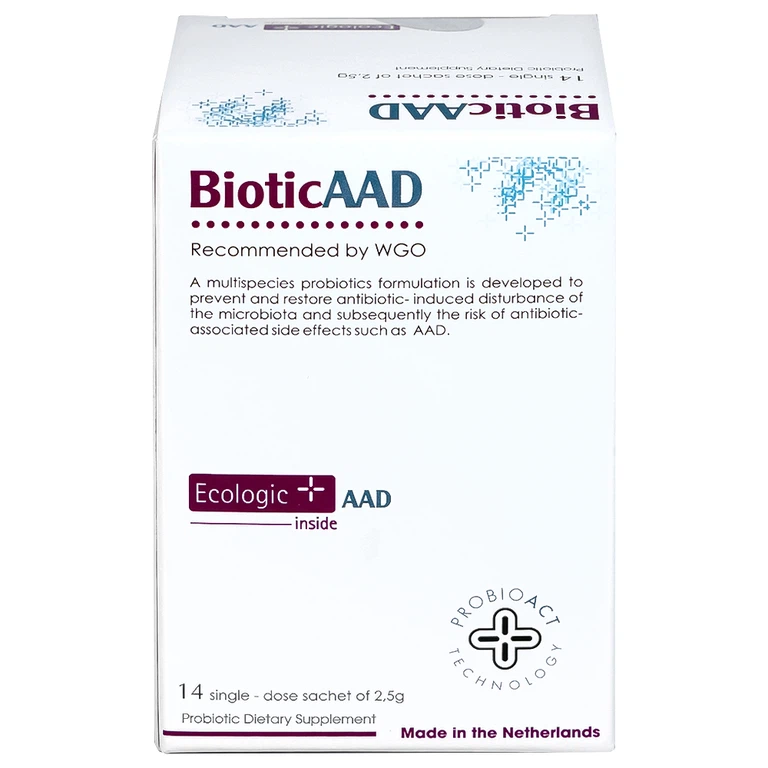 14 single - dose sachet of 2,5g
Probiotic Dietary Supplement
BioticAAD
BioticAAD
Recommended by WGO
A multispecies probiotics formulation is developed to
prevent and restore antibiotic- induced disturbance of
the microbiota and subsequently the risk of antibiotic-
associated side effects such as AAD.
Ecologic AAD
inside
PROBIOACT
TECHNOLOGY
14 single - dose sachet of 2,5g
Probiotic Dietary Supplement
Made in the Netherlands